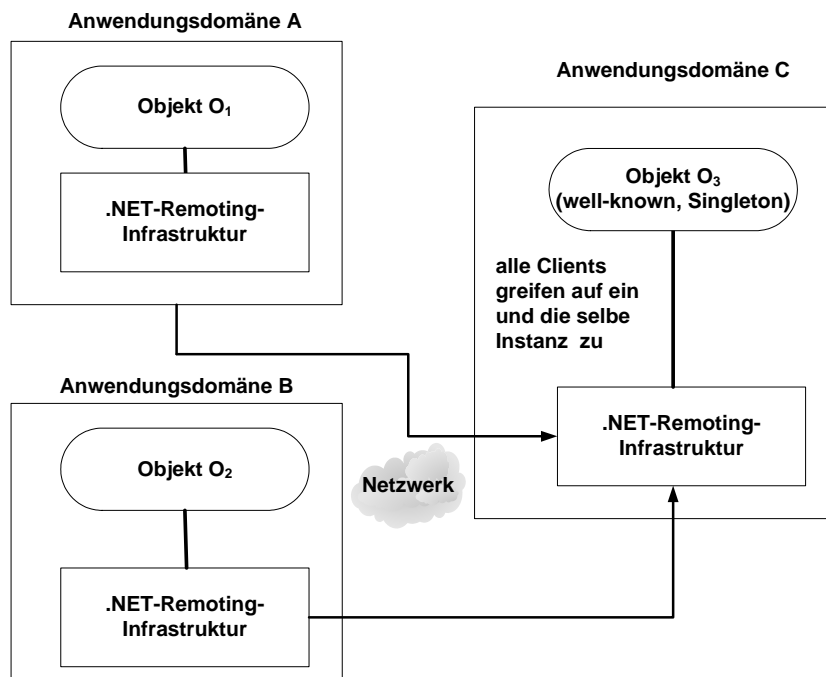 Anwendungsdomäne A
Objekt O₁
.NET-Remoting-
Infrastruktur
Anwendungsdomäne B
Objekt O₂
.NET-Remoting-
Infrastruktur
Netzwerk
Anwendungsdomäne C
Objekt O₃
(well-known, Singleton)
alle Clients
greifen auf ein
und die selbe
Instanz zu
.NET-Remoting-
Infrastruktur